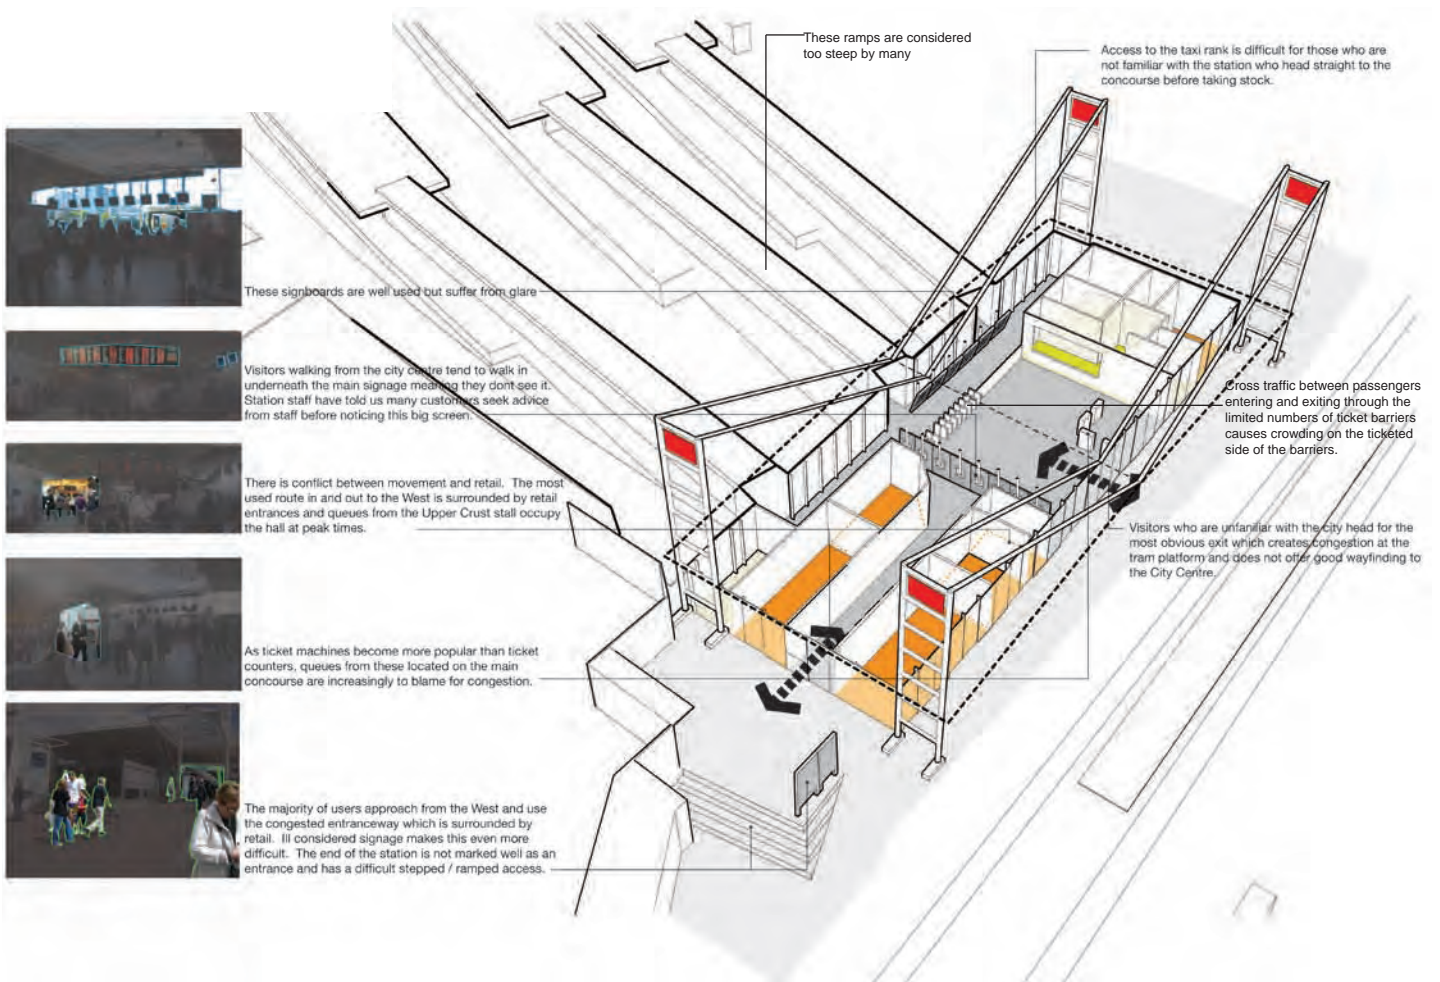 These ramps are considered
too steep by many
Access to the taxi rank is difficult for those who are
not familiar with the station who head straight to the
concourse before taking stock.
These signboards are well used but suffer from glare
Visitors walking from the city centre tend to walk in
underneath the main signage meaning they dont see it.
Station staff have told us many customers seek advice
from staff before noticing this big screen.
Cross traffic between passengers
entering and exiting through the
limited numbers of ticket barriers
causes crowding on the ticketed
side of the barriers.
There is conflict between movement and retail. The most
used route in and out to the West is surrounded by retail
entrances and queues from the Upper Crust stall occupy
the hall at peak times.
Visitors who are unfamiliar with the city head for the
most obvious exit which creates congestion at the
tram platform and does not offer good wayfinding to
the City Centre.
As ticket machines become more popular than ticket
counters, queues from these located on the main
concourse are increasingly to blame for congestion.
The majority of users approach from the West and use
the congested entranceway which is surrounded by
retail. Ill considered signage makes this even more
difficult. The end of the station is not marked well as an
entrance and has a difficult stepped / ramped access.